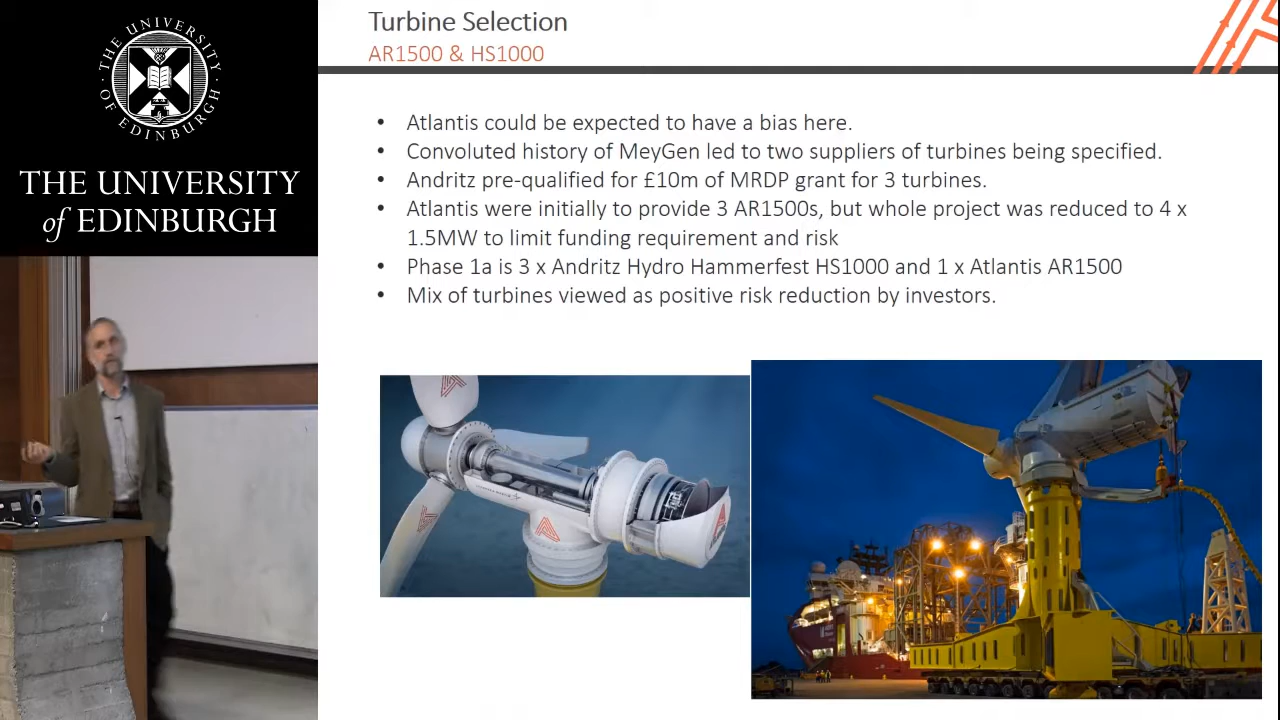 THE UNIVERSITY
OF EDINBURGH
THE UNIVERSITY
of EDINBURGH
Turbine Selection
AR1500 & HS1000
• Atlantis could be expected to have a bias here.
• Convoluted history of MeyGen led to two suppliers of turbines being specified.
• Andritz pre-qualified for £10m of MRDP grant for 3 turbines.
• Atlantis were initially to provide 3 AR1500s, but whole project was reduced to 4 x
1.5MW to limit funding requirement and risk
• Phase 1a is 3 x Andritz Hydro Hammerfest HS1000 and 1 x Atlantis AR1500
• Mix of turbines viewed as positive risk reduction by investors.